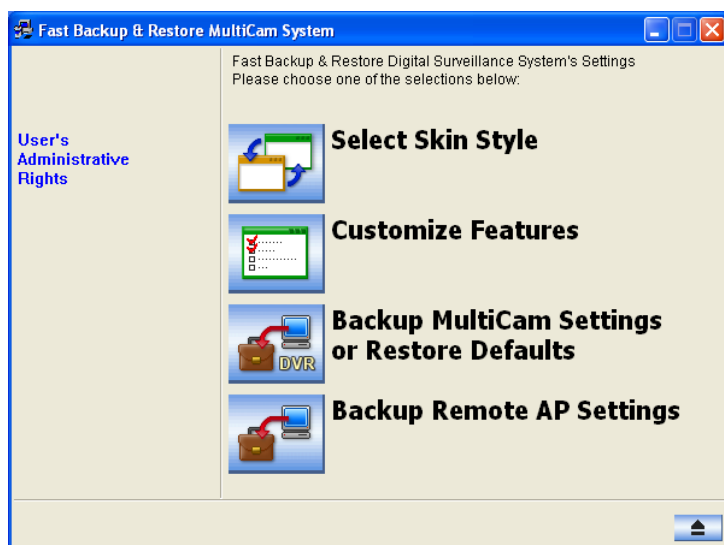 Fast Backup & Restore MultiCam System
Fast Backup & Restore Digital Surveillance System's Settings
Please choose one of the selections below:
User's
Administrative
Rights
Select Skin Style
Customize Features
Backup MultiCam Settings
or Restore Defaults
DVR
Backup Remote AP Settings